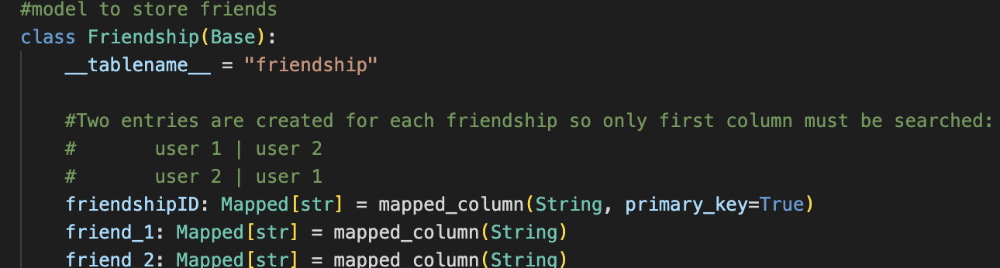 #model to store friends
class Friendship(Base):
    __tablename__ = "friendship"

    #Two entries are created for each friendship so only first column must be searched:
    #       user 1 | user 2
    #       user 2 | user 1
    friendshipID: Mapped[str] = mapped_column(String, primary_key=True)
    friend_1: Mapped[str] = mapped_column(String)
    friend_2: Mapped[str] = mapped_column(String)